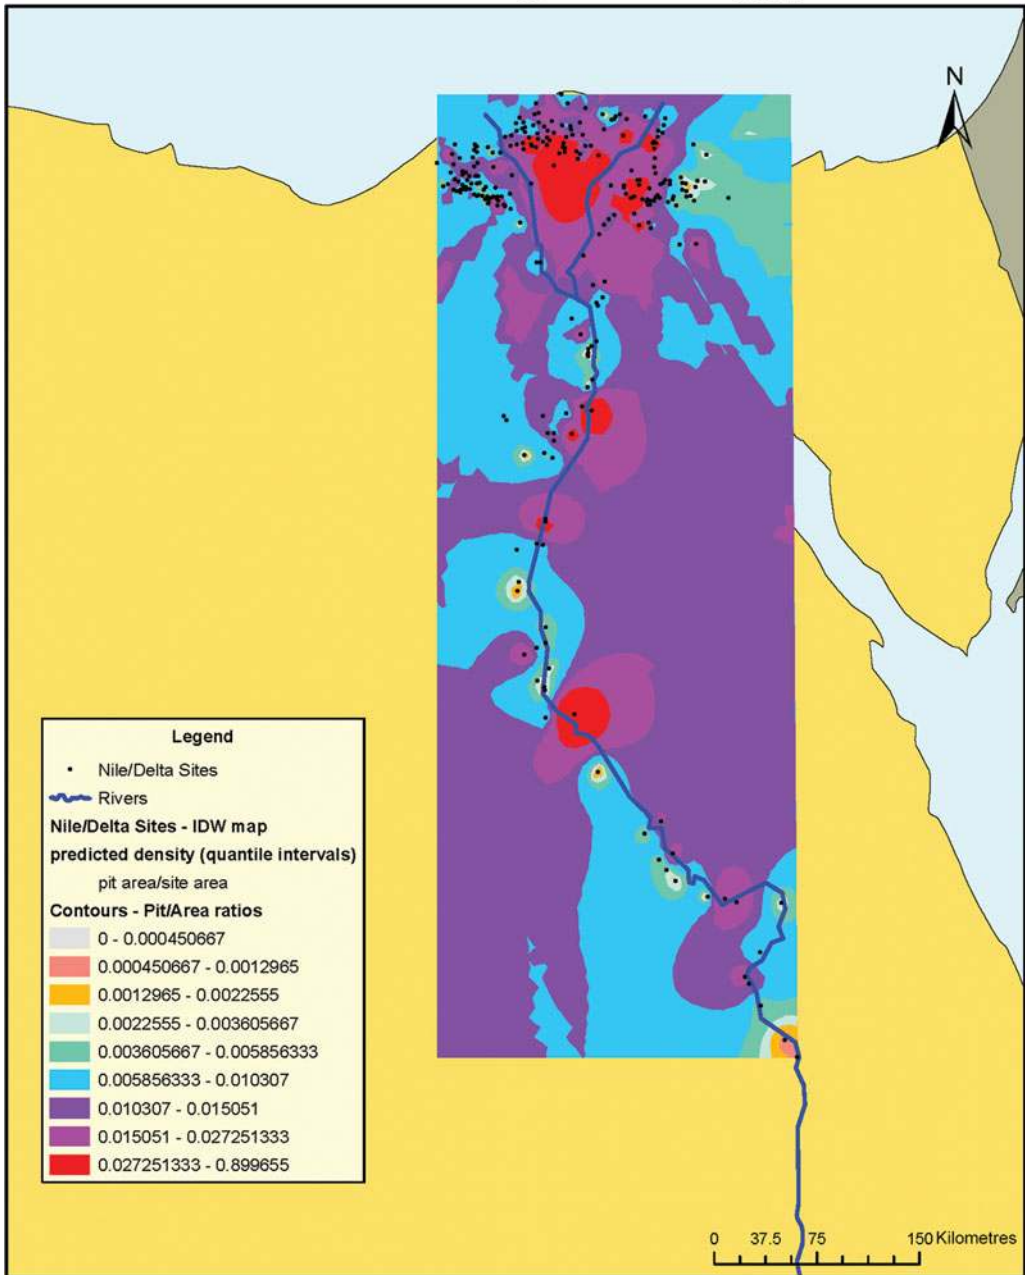 N
Legend
Nile/Delta Sites
Rivers
Nile/Delta Sites - IDW map
predicted density (quantile intervals)
pit area/site area
Contours - Pit/Area ratios
0 - 0.000450667
0.000450667 - 0.0012965
0.0012965 - 0.0022555
0.0022555 - 0.003605667
0.003605667 - 0.005856333
0.005856333 - 0.010307
0.010307 - 0.015051
0.015051 - 0.027251333
0.027251333 - 0.899655
0 37.5 75 150 Kilometres